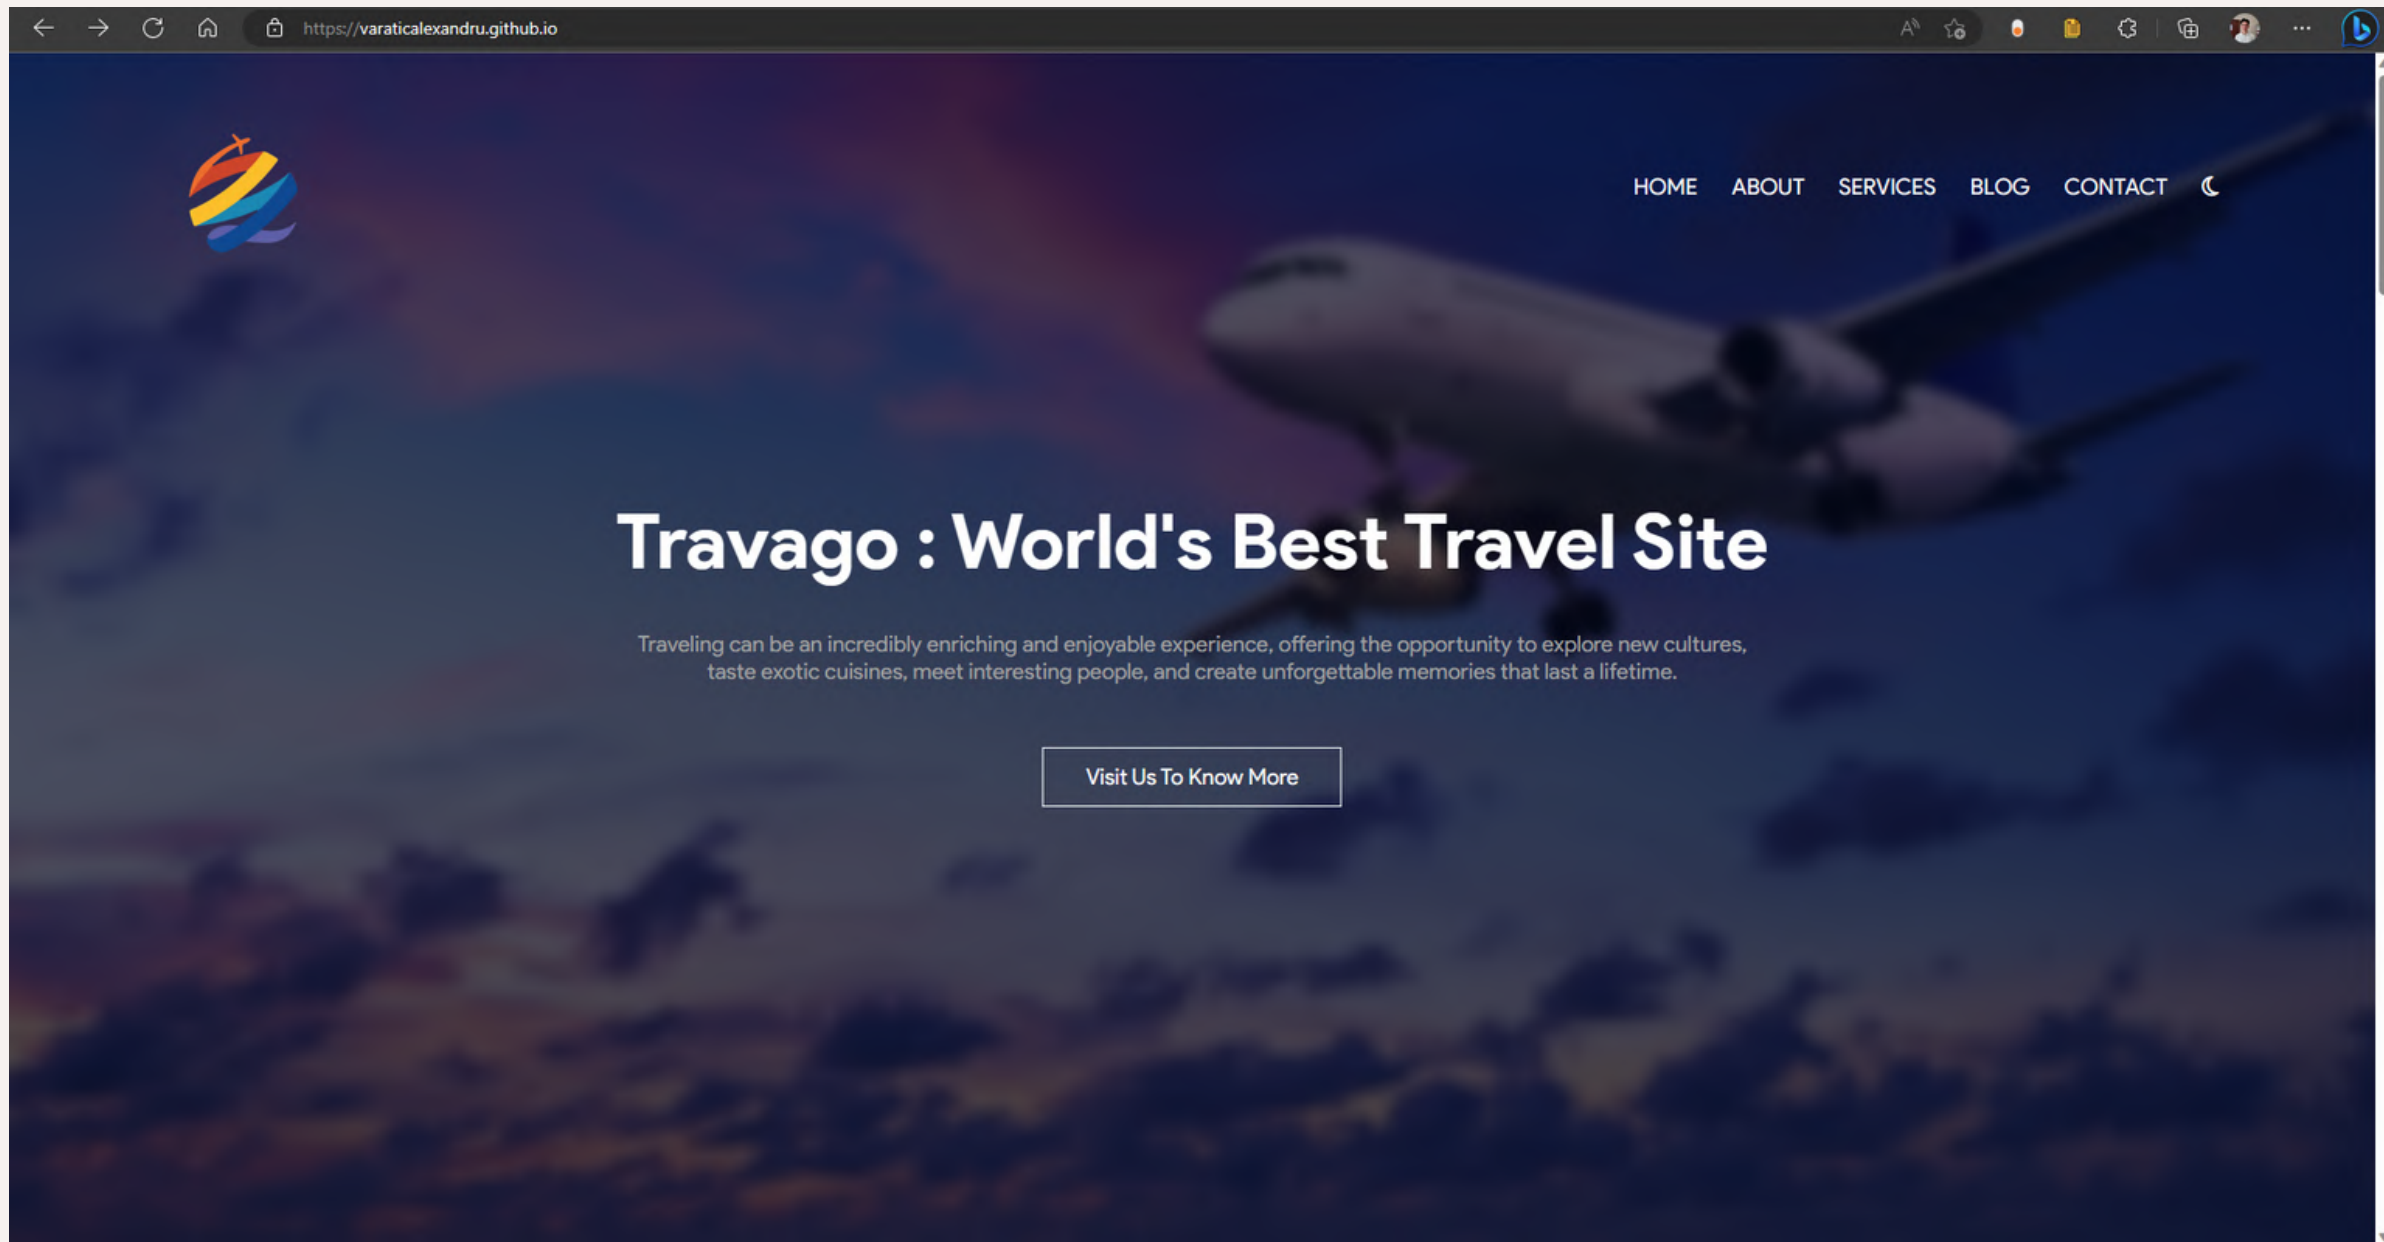 https://varaticalexandru.github.io
HOME ABOUT SERVICES BLOG CONTACT
Travago : World's Best Travel Site
Traveling can be an incredibly enriching and enjoyable experience, offering the opportunity to explore new cultures,
taste exotic cuisines, meet interesting people, and create unforgettable memories that last a lifetime.
Visit Us To Know More